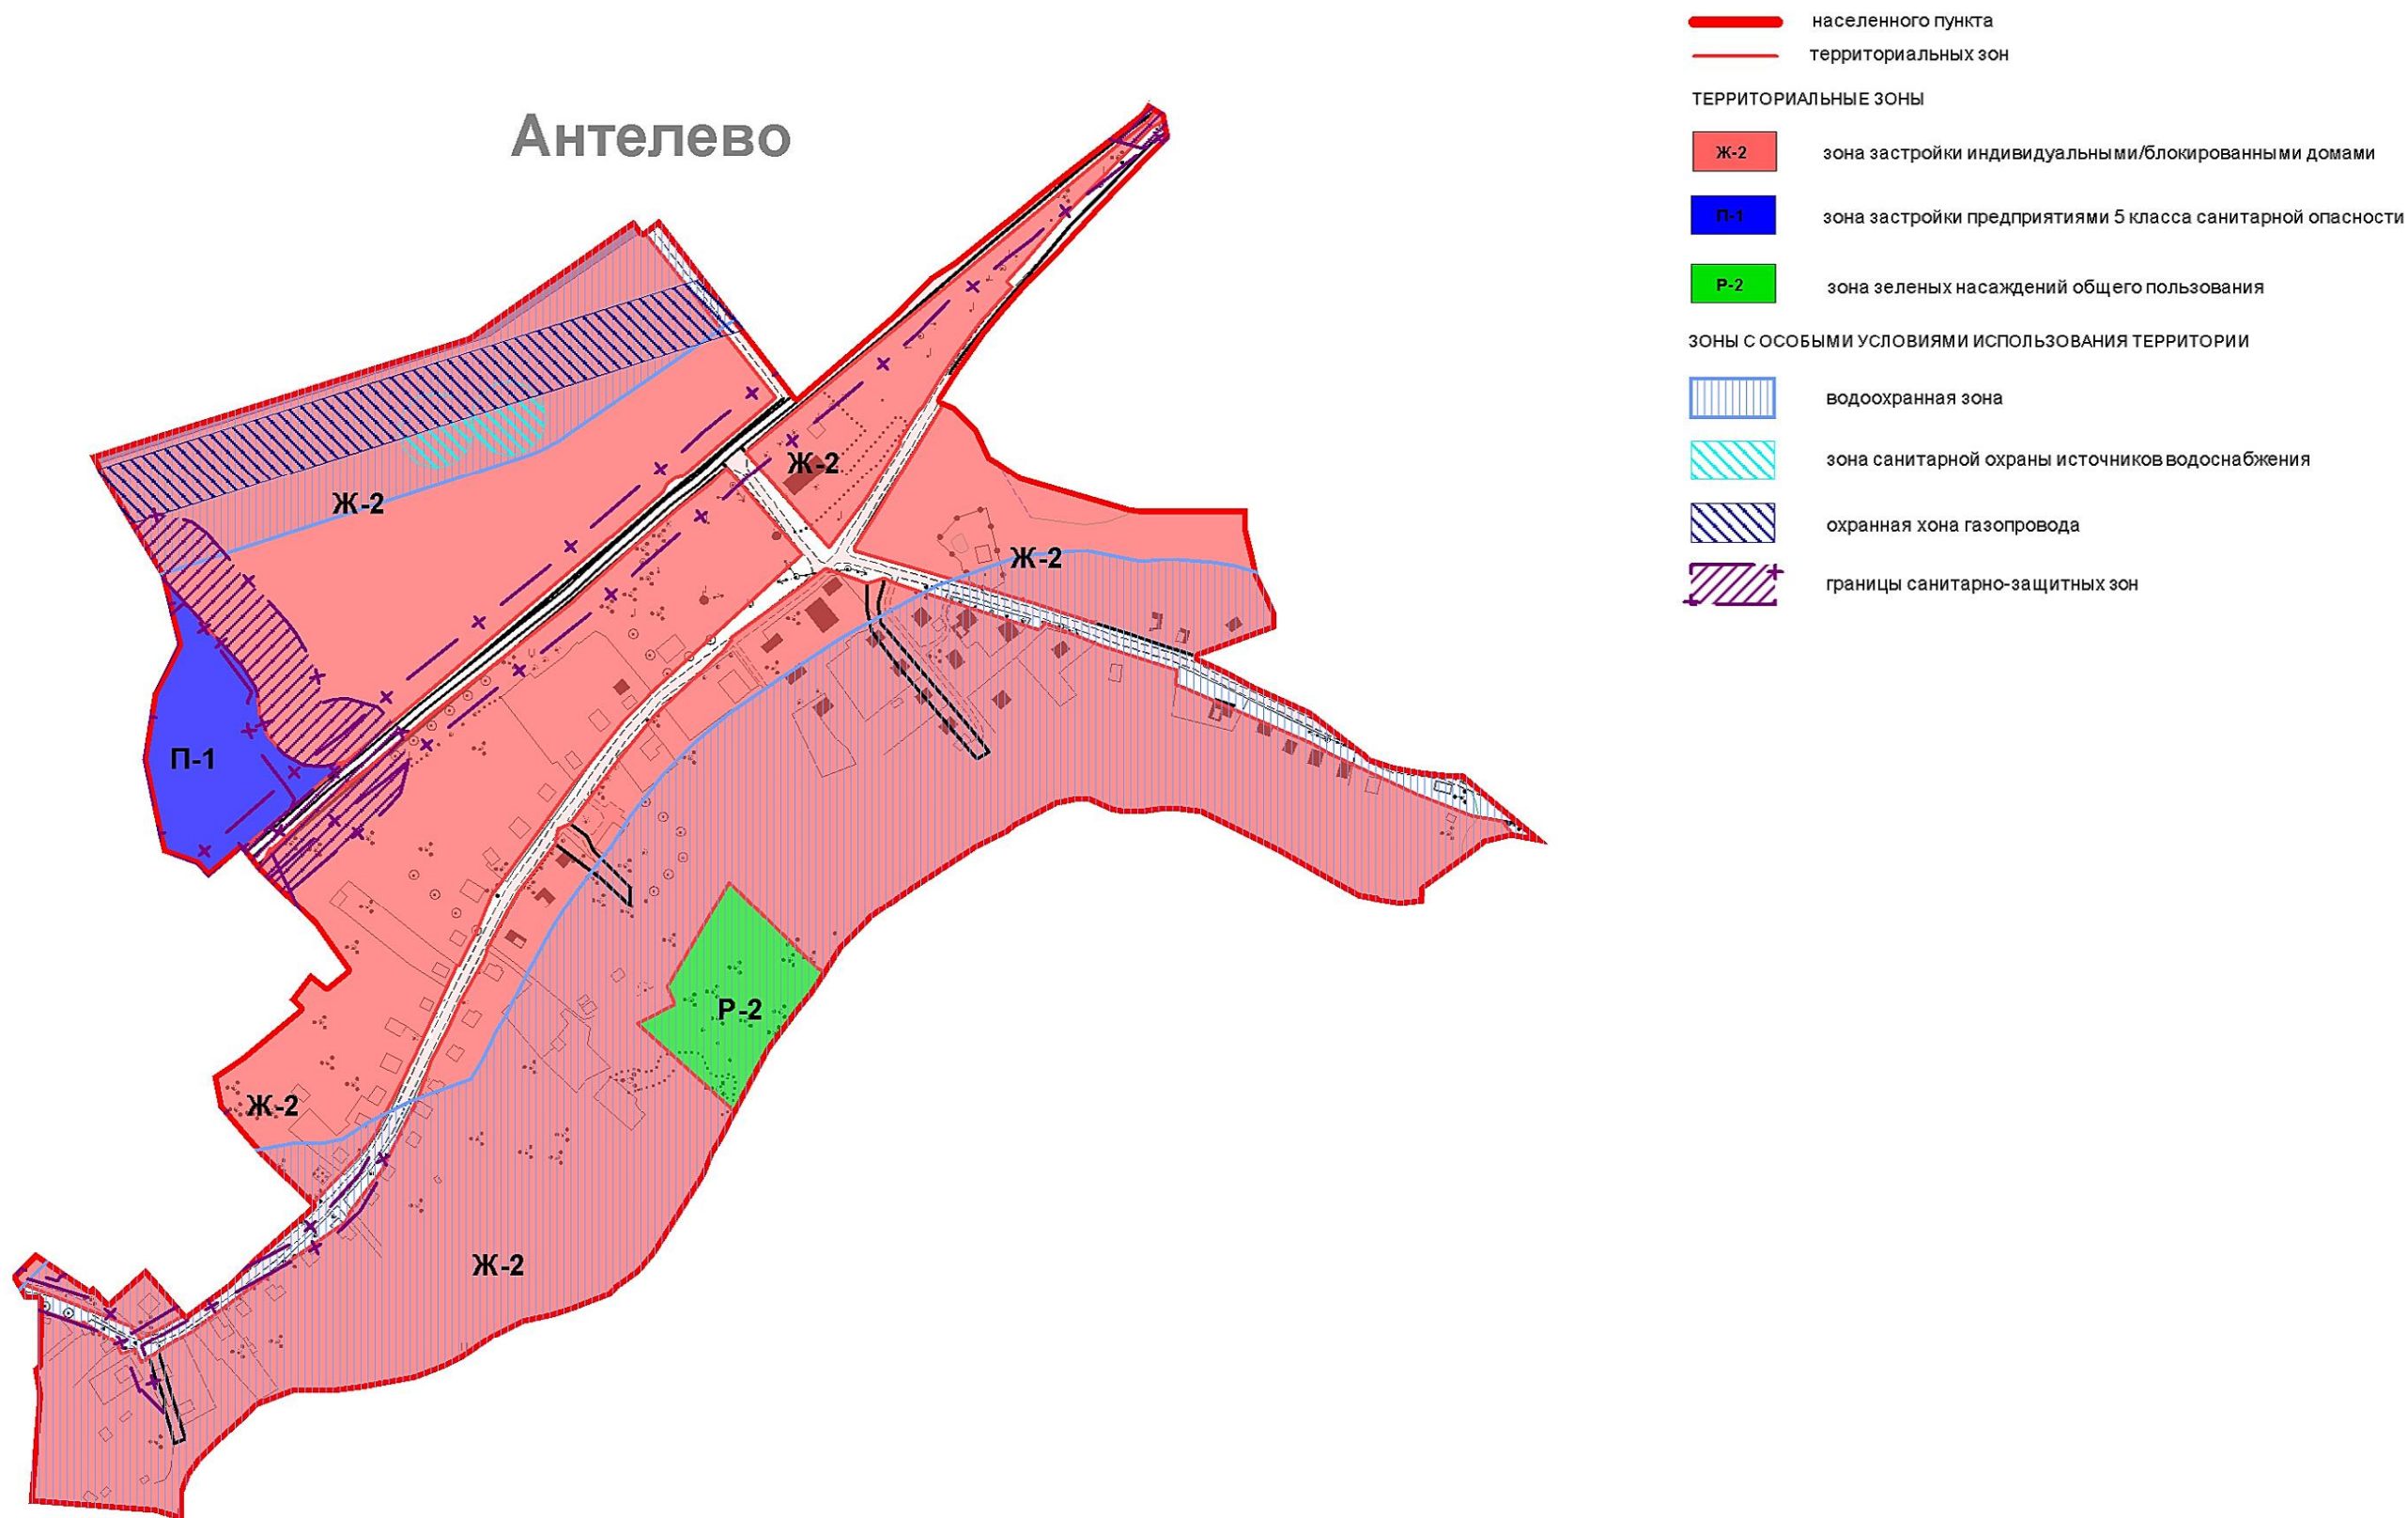 населенного пункта
территориальных зон
ТЕРРИТОРИАЛЬНЫЕ ЗОНЫ
Ж-2 зона застройки индивидуальными/блокированными домами
П-1 зона застройки предприятиями 5 класса санитарной опасности
Р-2 зона зеленых насаждений общего пользования
ЗОНЫ С ОСОБЫМИ УСЛОВИЯМИ ИСПОЛЬЗОВАНИЯ ТЕРРИТОРИИ
водоохранная зона
зона санитарной охраны источников водоснабжения
охранная хона газопровода
границы санитарно-защитных зон
Антелево
Ж-2
Ж-2
Ж-2
П-1
Р-2
Ж-2
Ж-2